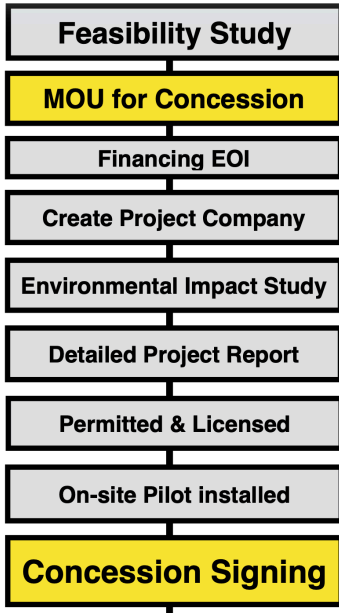 Feasibility Study
MOU for Concession
Financing EOI
Create Project Company
Environmental Impact Study
Detailed Project Report
Permitted & Licensed
On-site Pilot installed
Concession Signing